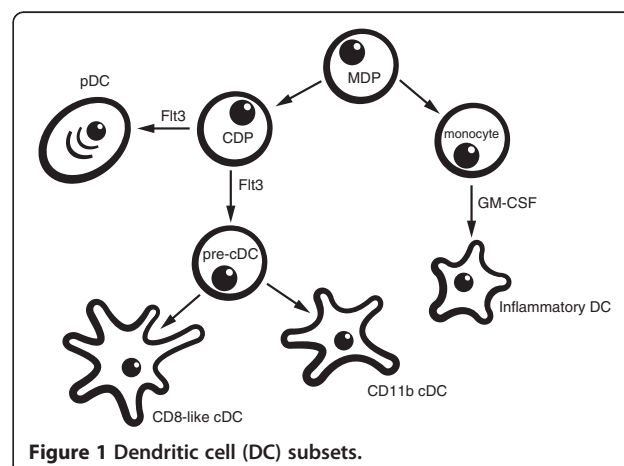 MDP
pDC
Flt3
CDP
monocyte
Flt3
GM-CSF
pre-cDC
Inflammatory DC
CD11b cDC
CD8-like cDC
Figure 1 Dendritic cell (DC) subsets.